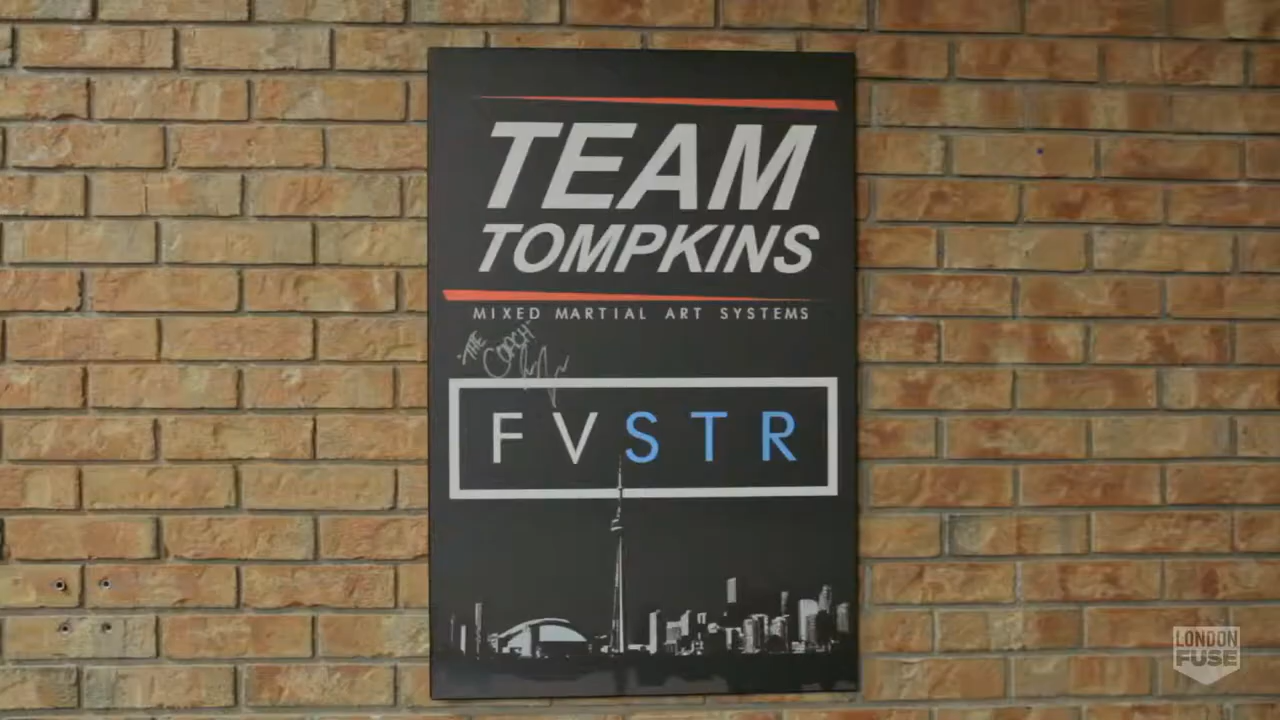 TEAM
TOMPKINS
MIXED MARTIAL ART SYSTEMS
"THE
COACH"
FVSTR
LONDON
FUSE